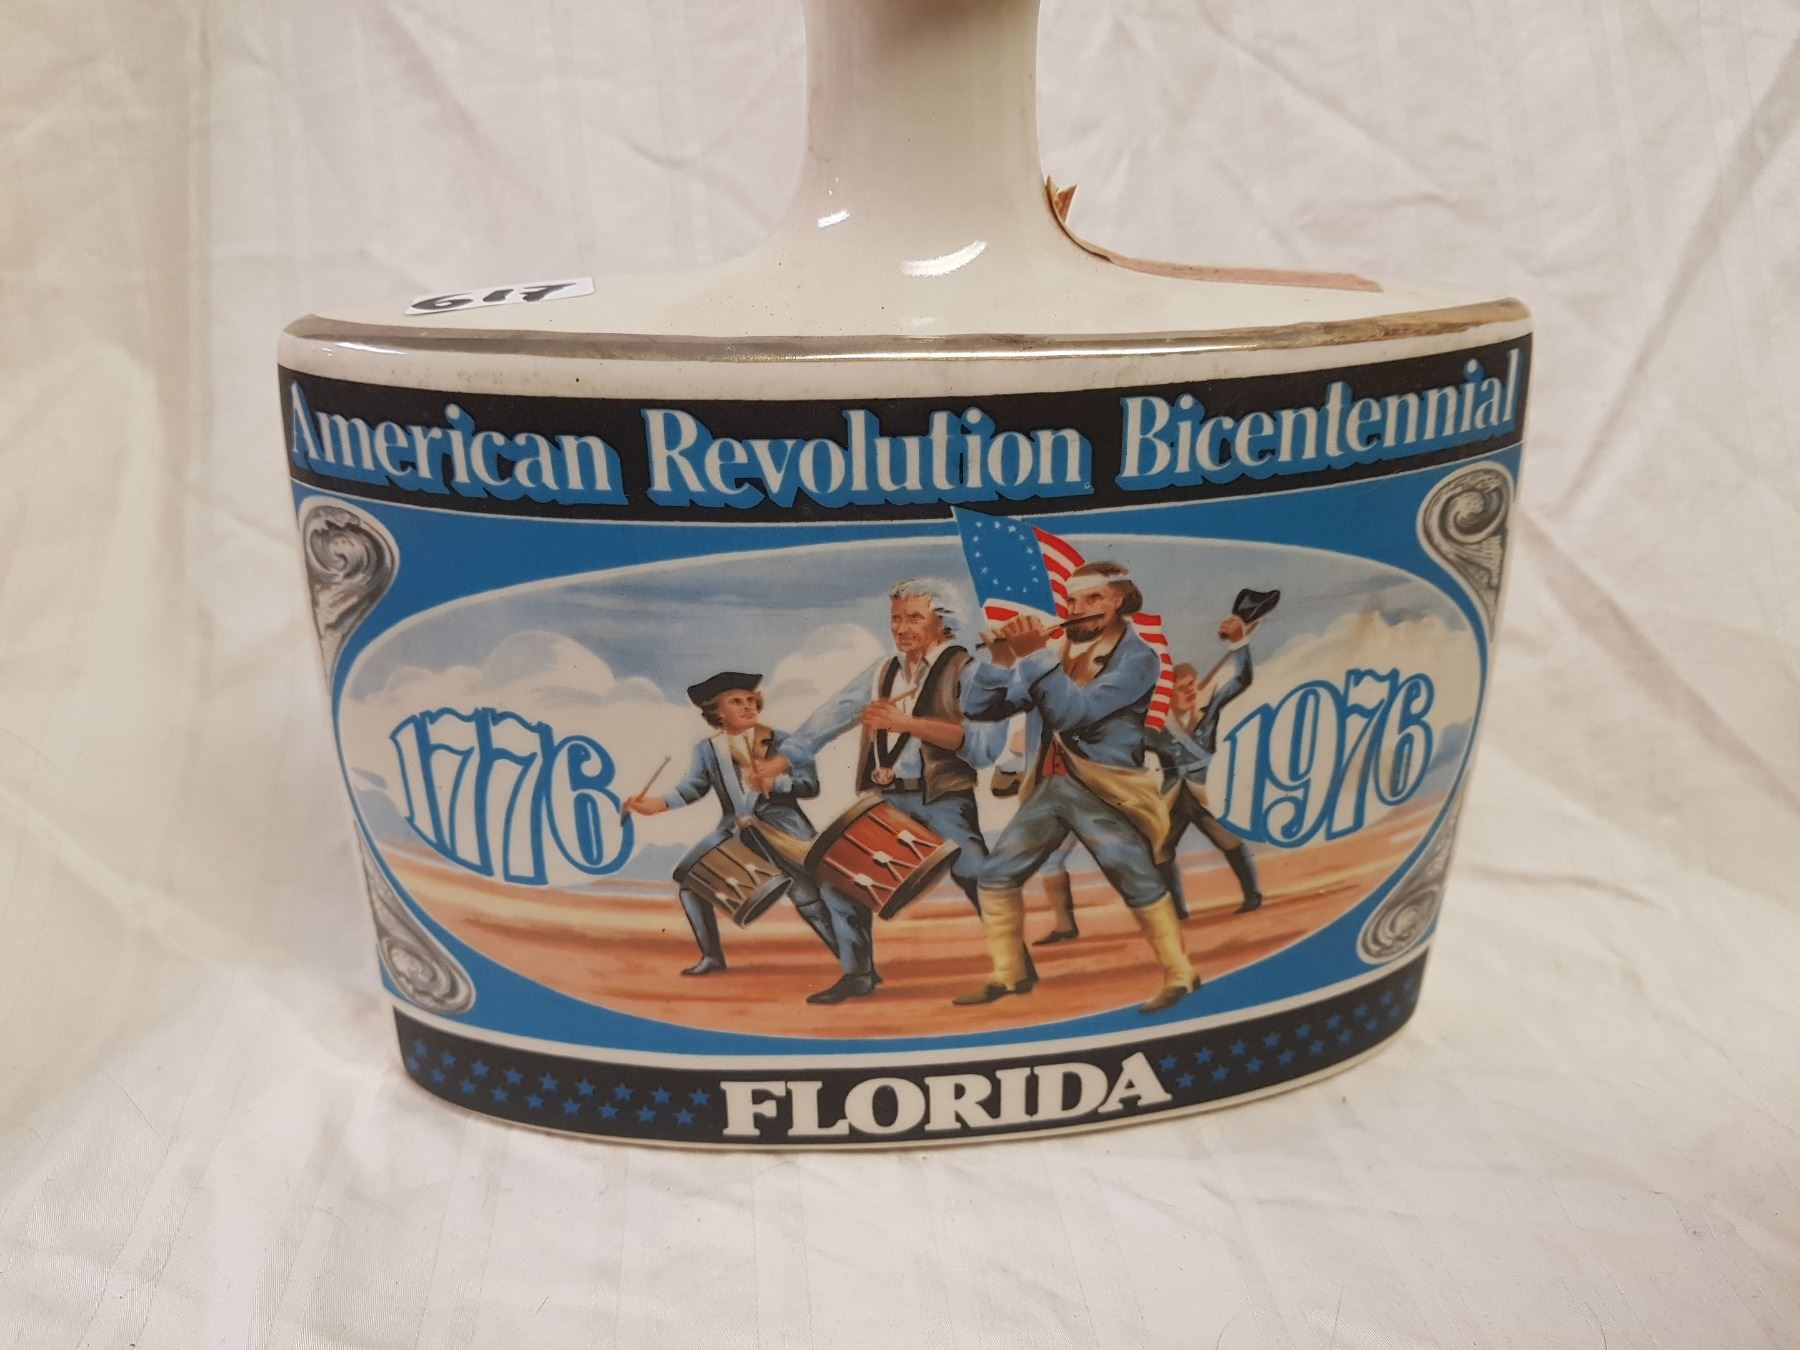 617
American Revolution Bicentennial
1776 1976
FLORIDA